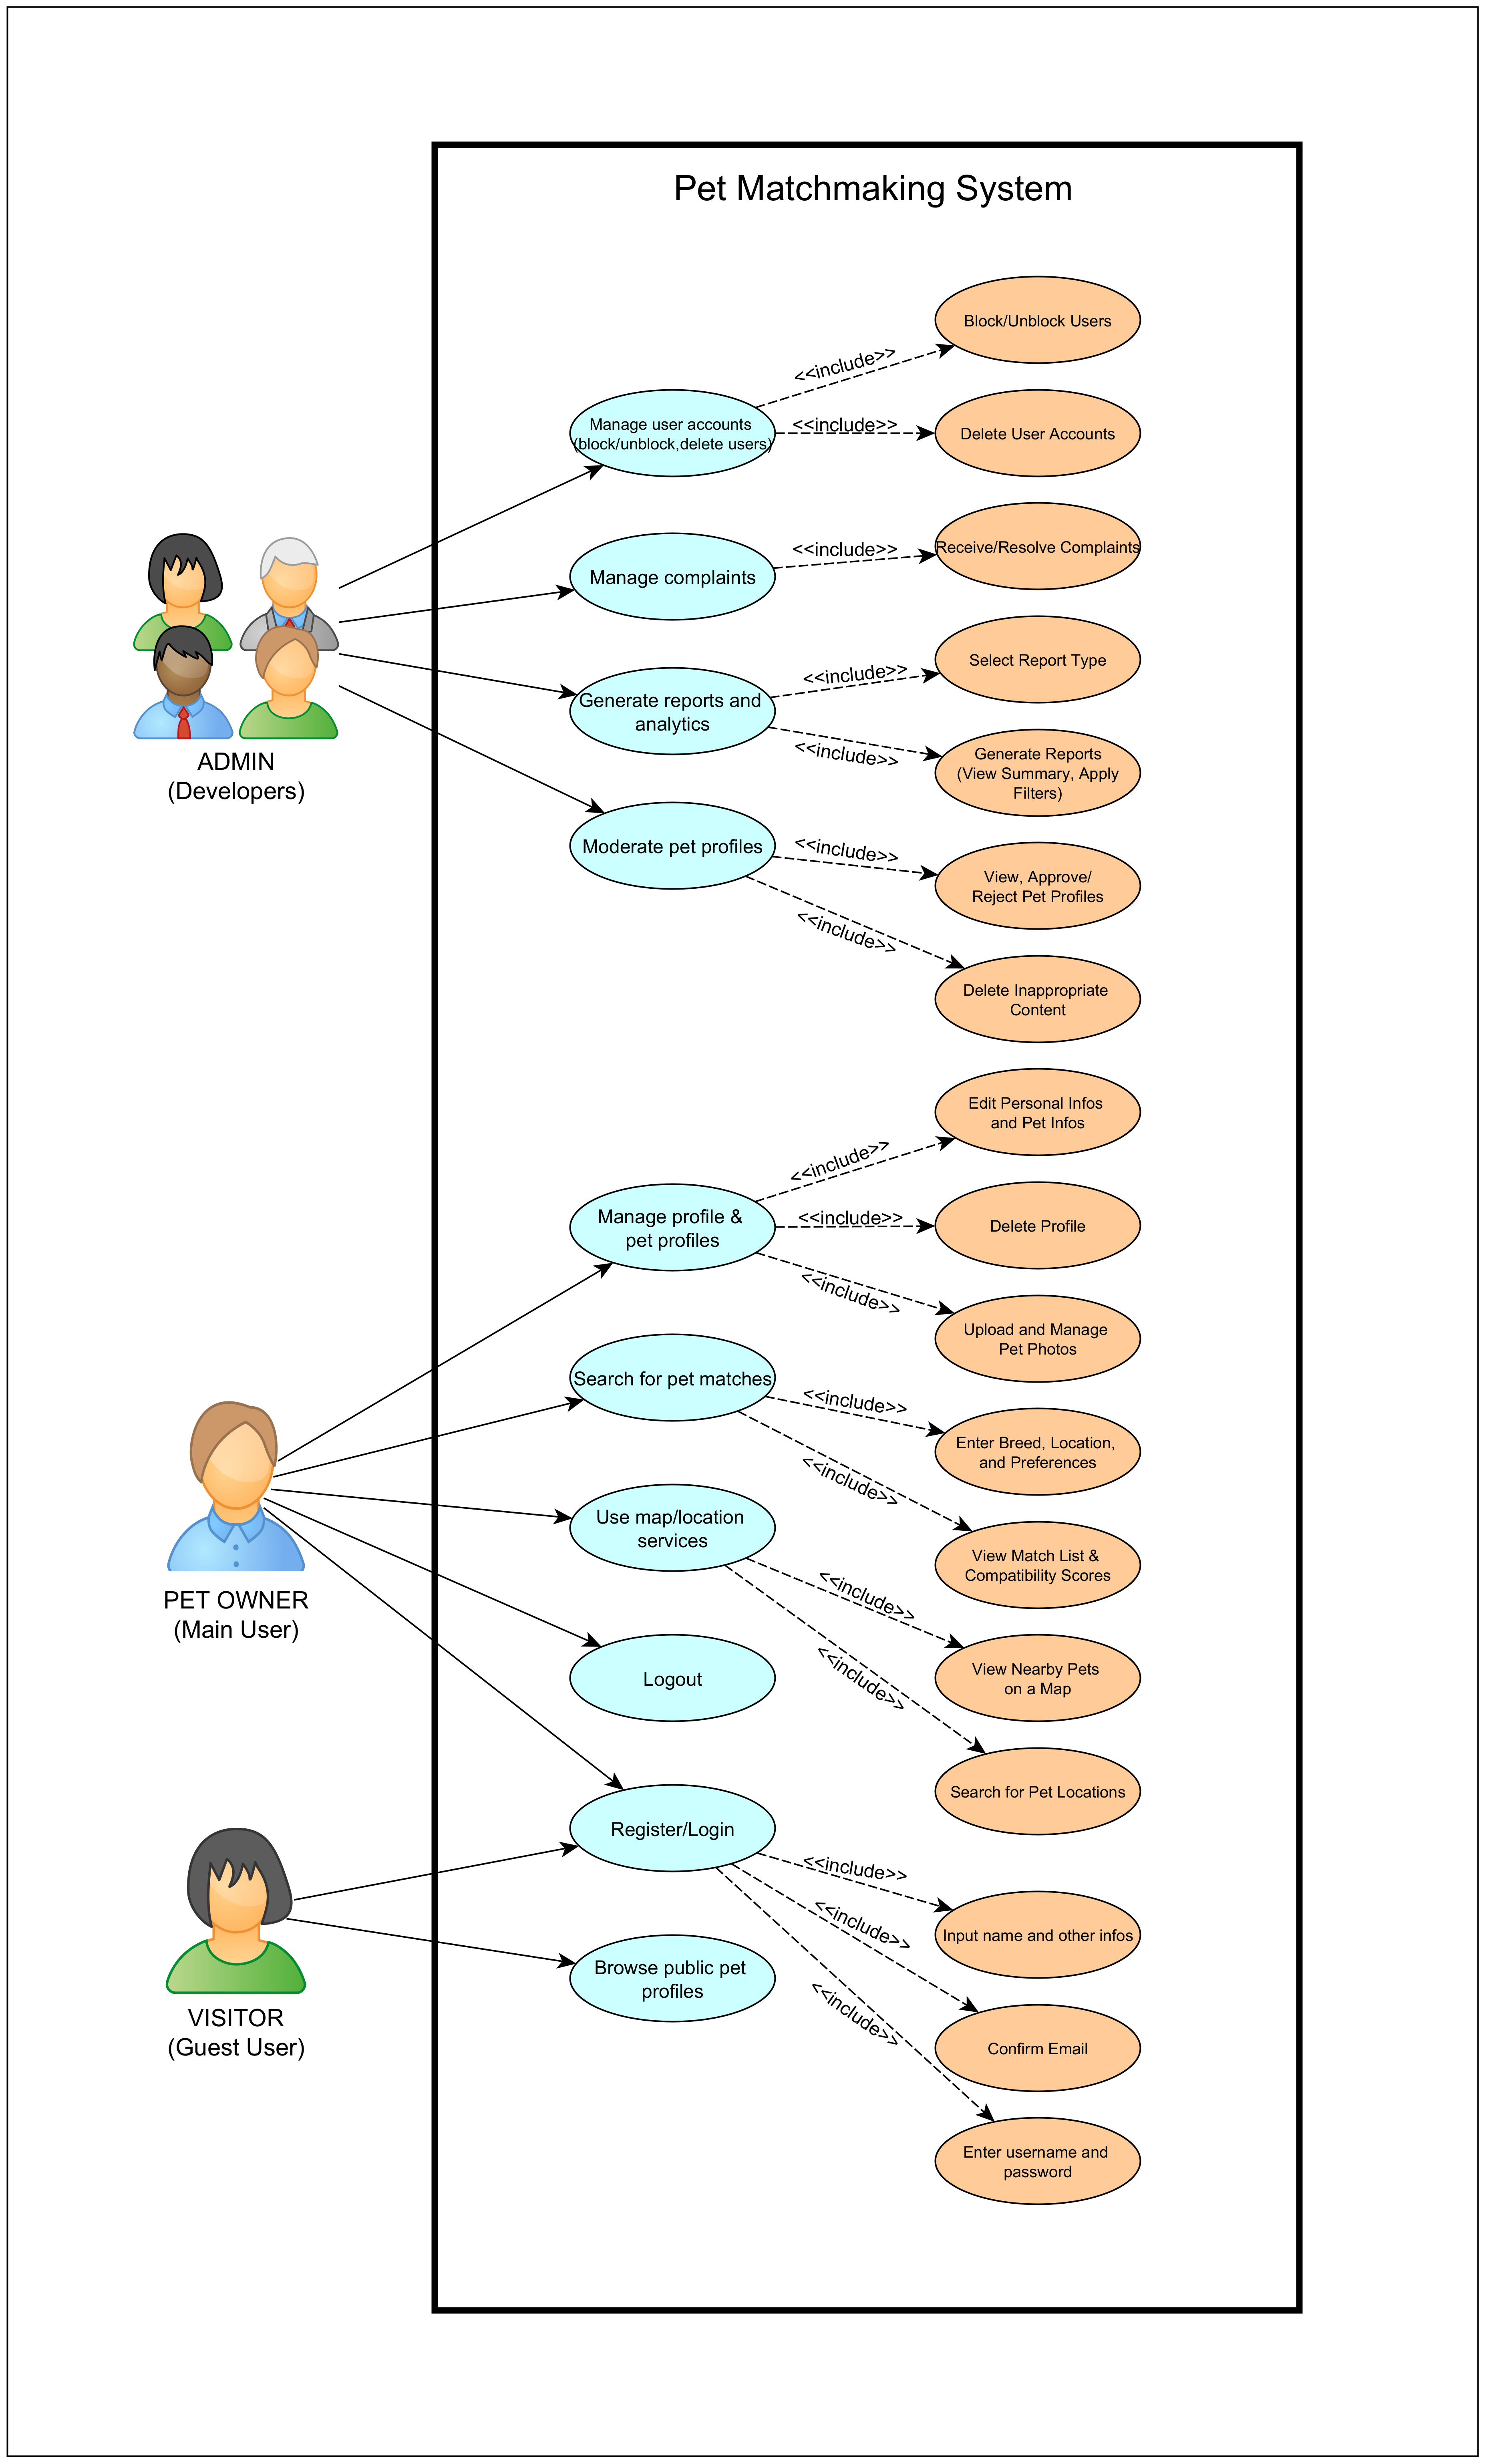 Pet Matchmaking System
Block/Unblock Users
<<include>>
Manage user accounts
(block/unblock,delete users)
<<include>>
Delete User Accounts
Manage complaints
<<include>>
Receive/Resolve Complaints
Generate reports and
analytics
<<include>>
Select Report Type
<<include>>
Generate Reports
(View Summary, Apply
Filters)
ADMIN
(Developers)
Moderate pet profiles
<<include>>
View, Approve/
Reject Pet Profiles
<<include>>
Delete Inappropriate
Content
Edit Personal Infos
and Pet Infos
<<include>>
Manage profile &
pet profiles
<<include>>
Delete Profile
<<include>>
Upload and Manage
Pet Photos
Search for pet matches
<<include>>
Enter Breed, Location,
and Preferences
<<include>>
View Match List &
Compatibility Scores
Use map/location
services
<<include>>
View Nearby Pets
on a Map
<<include>>
Search for Pet Locations
PET OWNER
(Main User)
Logout
Register/Login
<<include>>
Input name and other infos
<<include>>
Confirm Email
<<include>>
Enter username and
password
Browse public pet
profiles
VISITOR
(Guest User)